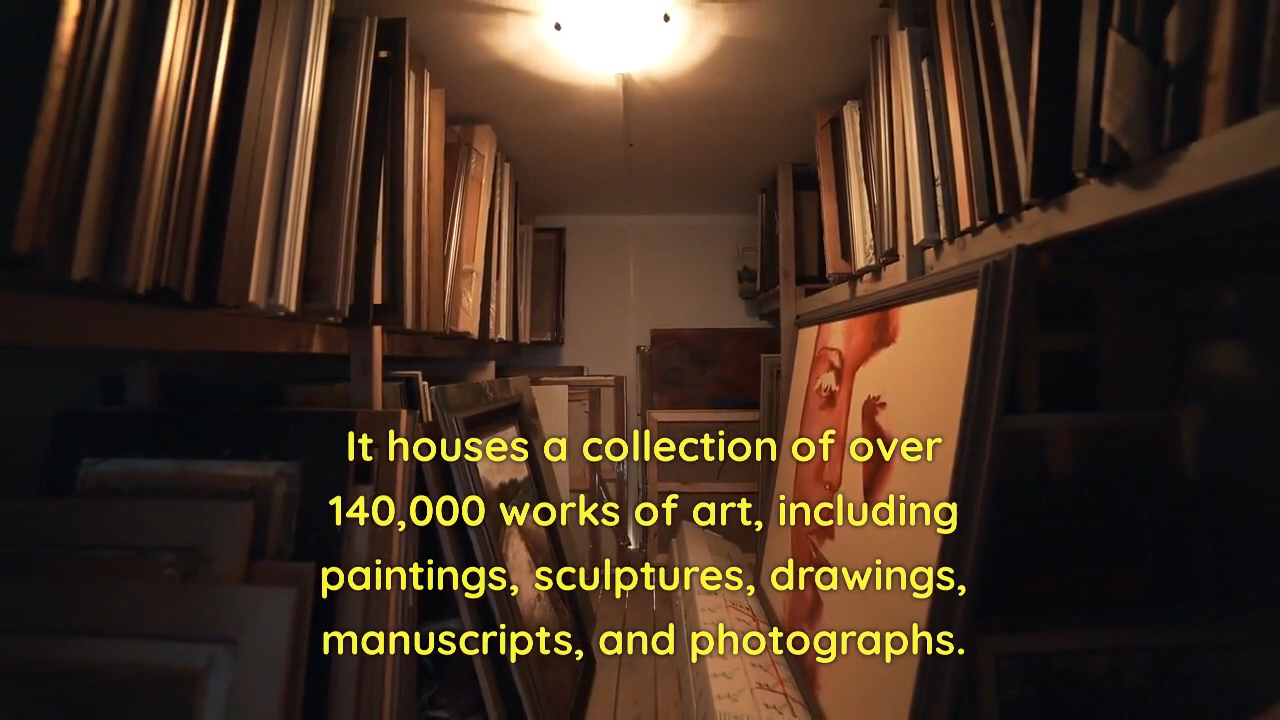 It houses a collection of over
140,000 works of art, including
paintings, sculptures, drawings,
manuscripts, and photographs.